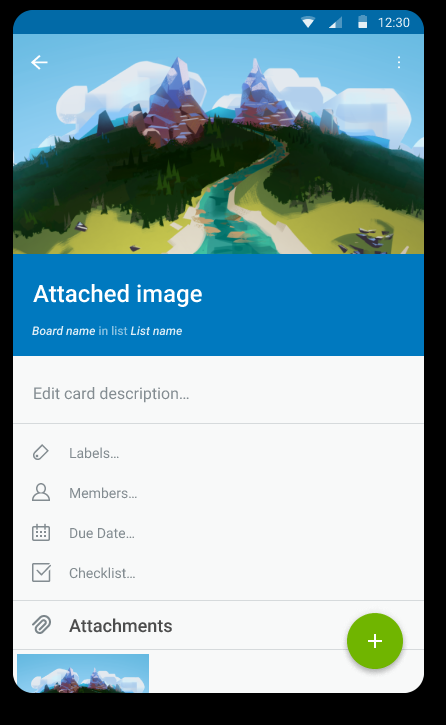 12:30
Attached image
Board name in list List name
Edit card description...
Labels...
Members...
Due Date...
Checklist...
Attachments